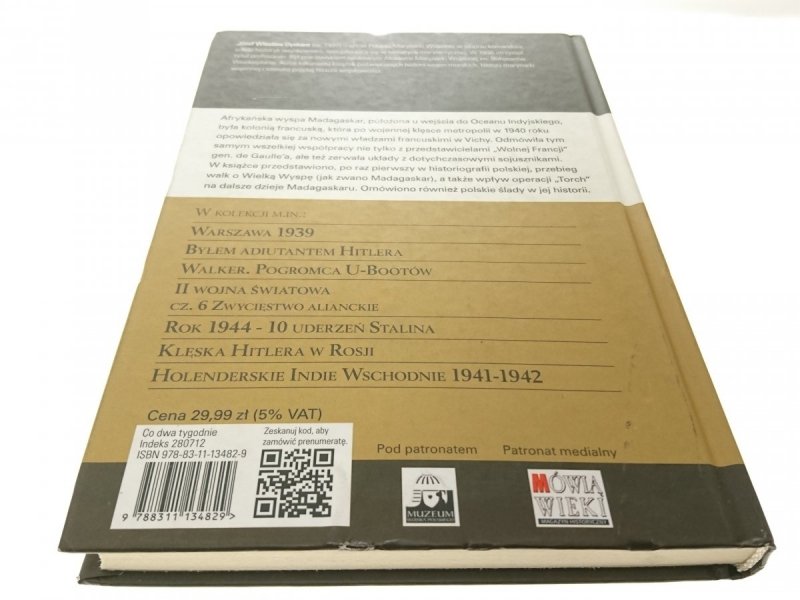 Józef Wiesław Dyskant
Afrykańska wyspa Madagaskar, położona u wejścia do Oceanu Indyjskiego,
była kolonią francuską, która po wojennej klęsce metropolii w 1940 roku
opowiedziała się za nowymi władzami francuskimi w Vichy. Odmówiła tym
samym wszelkiej współpracy nie tylko z przedstawicielami „Wolnej Francji"
gen. de Gaulle'a, ale też zerwała układy z dotychczasowymi sojusznikami.
W książce przedstawiono, po raz pierwszy w historiografii polskiej, przebieg
walk o Wielką Wyspę (jak zwano Madagaskar), a także wpływ operacji „Torch"
na dalsze dzieje Madagaskaru. Omówiono również polskie ślady w jej historii.
W KOLEKCJI M.IN.:
WARSZAWA 1939
BYŁEM ADIUTANTEM HITLERA
WALKER. POGROMCA U-BOOTÓW
II WOJNA ŚWIATOWA
CZ. 6 ZWYCIĘSTWO ALIANCKIE
ROK 1944 - 10 UDERZEŃ STALINA
KLĘSKA HITLERA W ROSJI
HOLENDERSKIE INDIE WSCHODNIE 1941-1942
Cena 29,99 zł (5% VAT)
Co dwa tygodnie
Indeks 280712
ISBN 978-83-11-13482-9
9 788311 134829>
Zeskanuj kod, aby
zamówić prenumeratę.
Pod patronatem
MUZEUM
WOJSKA POLSKIEGO
Patronat medialny
MÓWIĄ
WIEKI
MAGAZYN HISTORYCZNY